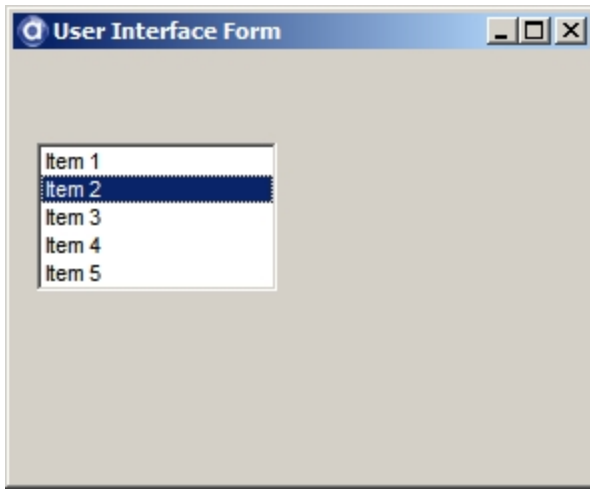 User Interface Form
Item 1
Item 2
Item 3
Item 4
Item 5